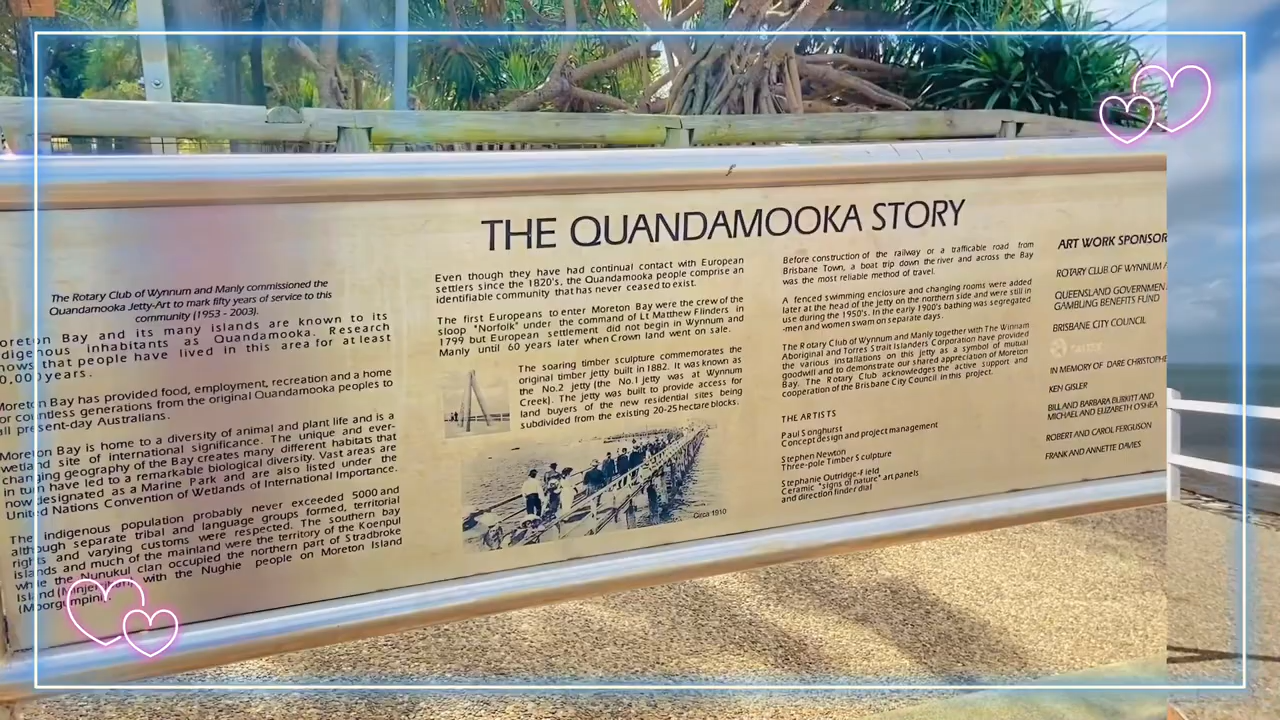 THE QUANDAMOOKA STORY
The Rotary Club of Wynnum and Manly commissioned the
Quandamooka Jetty-Art to mark fifty years of service to this
community (1953 - 2003).
oreton Bay and its many islands are known to its
digenous inhabitants as Quandamooka. Research
hows that people have lived in this area for at least
0,000 years.
Moreton Bay has provided food, employment, recreation and a home
for countless generations from the original Quandamooka peoples to
all present-day Australians.
Moreton Bay is home to a diversity of animal and plant life and is a
wetland site of international significance. The unique and ever-
changing geography of the Bay creates many different habitats that
in turn have led to a remarkable biological diversity. Vast areas are
now designated as a Marine Park and are also listed under the
United Nations Convention of Wetlands of International Importance.
The indigenous population probably never exceeded 5000 and
although separate tribal and language groups formed, territorial
rights and varying customs were respected. The southern bay
islands and much of the mainland were the territory of the Koenpul
while the Nunukul clan occupied the northern part of Stradbroke
Island with the Nughie people on Moreton Island
(Moorgumpin).
Even though they have had continual contact with European
settlers since the 1820's, the Quandamooka people comprise an
identifiable community that has never ceased to exist.
The first Europeans to enter Moreton Bay were the crew of the
sloop "Norfolk" under the command of Lt Matthew Flinders in
1799 but European settlement did not begin in Wynnum and
Manly until 60 years later when Crown land went on sale.
The soaring timber sculpture commemorates the
original timber jetty built in 1882. It was known as
the No.2 Jetty (the No.1 jetty was at Wynnum
Creek). The jetty was built to provide access for
land buyers of the new residential sites being
subdivided from the existing 20-25 hectare blocks.
Circa 1910
Before construction of the railway or a trafficable road from
Brisbane Town, a boat trip down the river and across the Bay
was the most reliable method of travel.
A fenced swimming enclosure and changing rooms were added
later at the head of the jetty on the northern side and were still in
use during the 1950's. In the early 1900's bathing was segregated
-men and women swam on separate days.
The Rotary Club of Wynnum and Manly together with The Winnam
Aboriginal and Torres Strait Islanders Corporation have provided
the various installations on this jetty as a symbol of mutual
goodwill and to demonstrate our shared appreciation of Moreton
Bay. The Rotary Club acknowledges the active support and
cooperation of the Brisbane City Council in this project.
THE ARTISTS
Paul Songhurst
Concept design and project management
Stephen Newton
Three-pole Timber Sculpture
Stephanie Outridge-Field
Ceramic "signs of nature" art panels
and direction finder dial
ART WORK SPONSOR
ROTARY CLUB OF WYNNUM A
QUEENSLAND GOVERNMEN
GAMBLING BENEFITS FUND
BRISBANE CITY COUNCIL
IN MEMORY OF DARE CHRISTOPHE
KEN GISLER
BILL AND BARBARA BURKITT AND
MICHAEL AND ELIZABETH O'SHEA
ROBERT AND CAROL FERGUSON
FRANK AND ANNETTE DAVIES